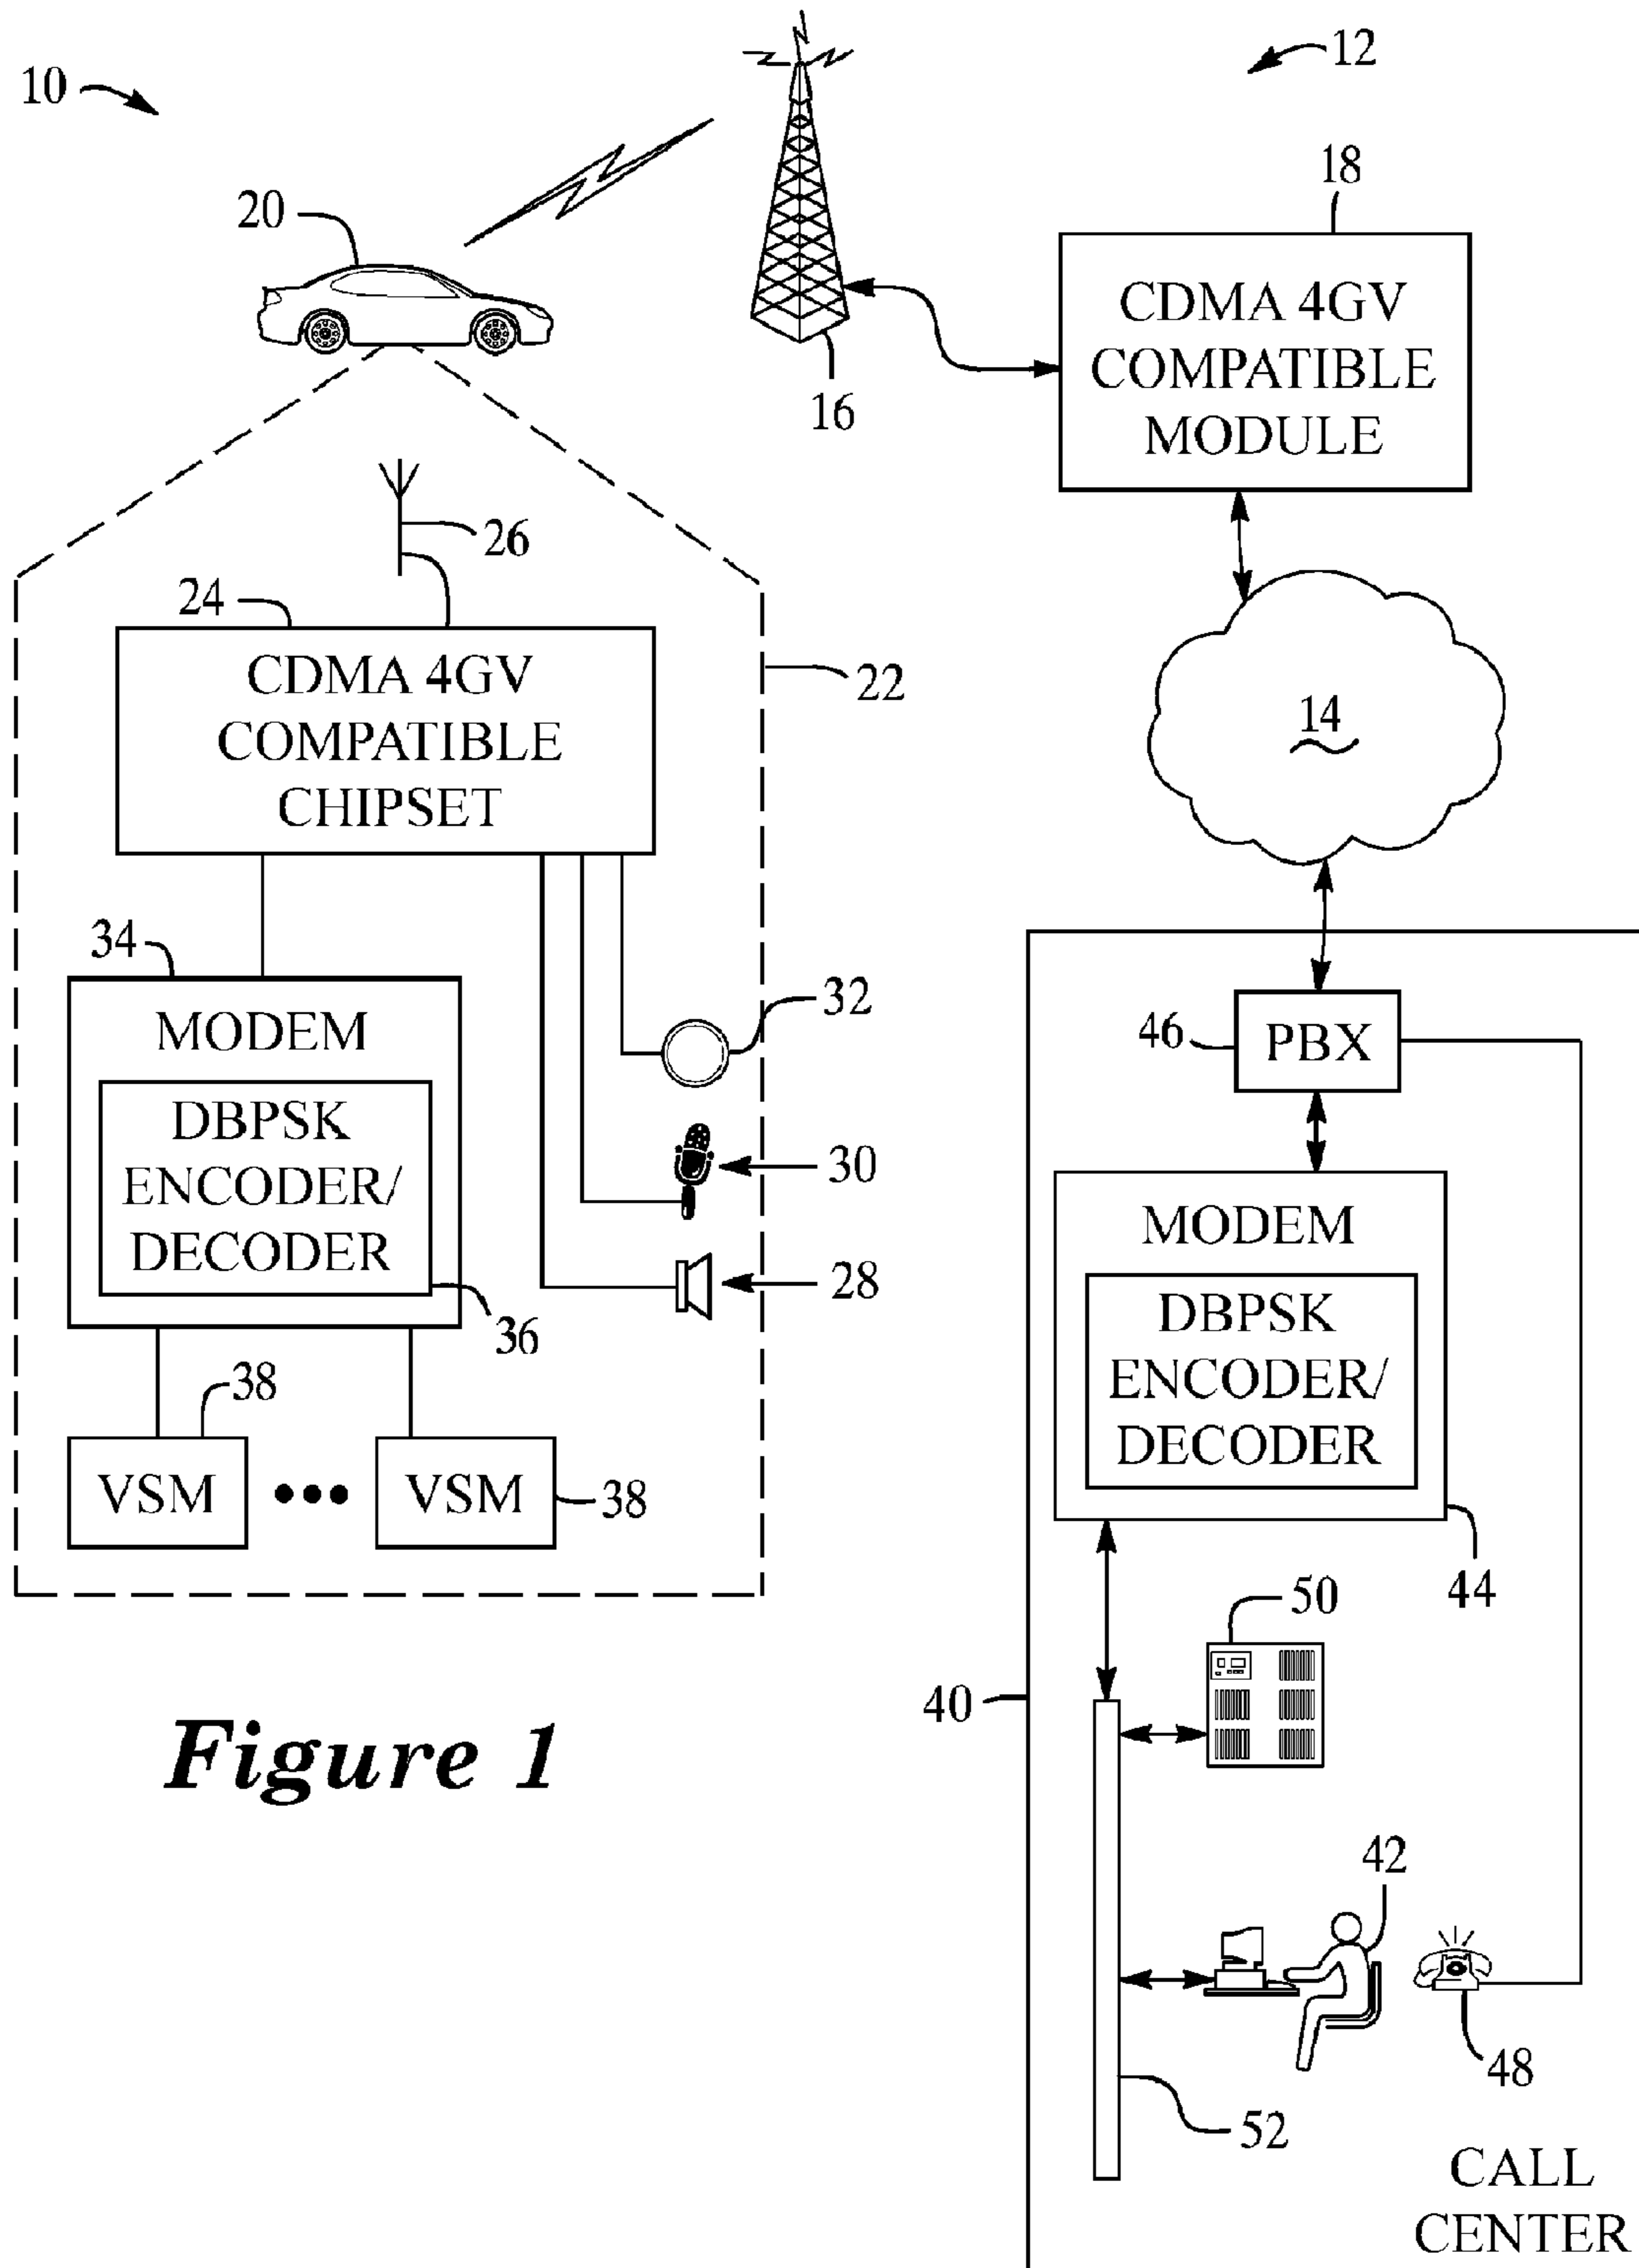 10
12
20
18
CDMA 4GV
COMPATIBLE
MODULE
16
26
24
CDMA 4GV
COMPATIBLE
CHIPSET
22
14
34
MODEM
DBPSK
ENCODER/
DECODER
36
32
30
28
38
VSM
VSM
38
46
PBX
MODEM
DBPSK
ENCODER/
DECODER
44
50
40
42
48
52
CALL
CENTER
Figure 1